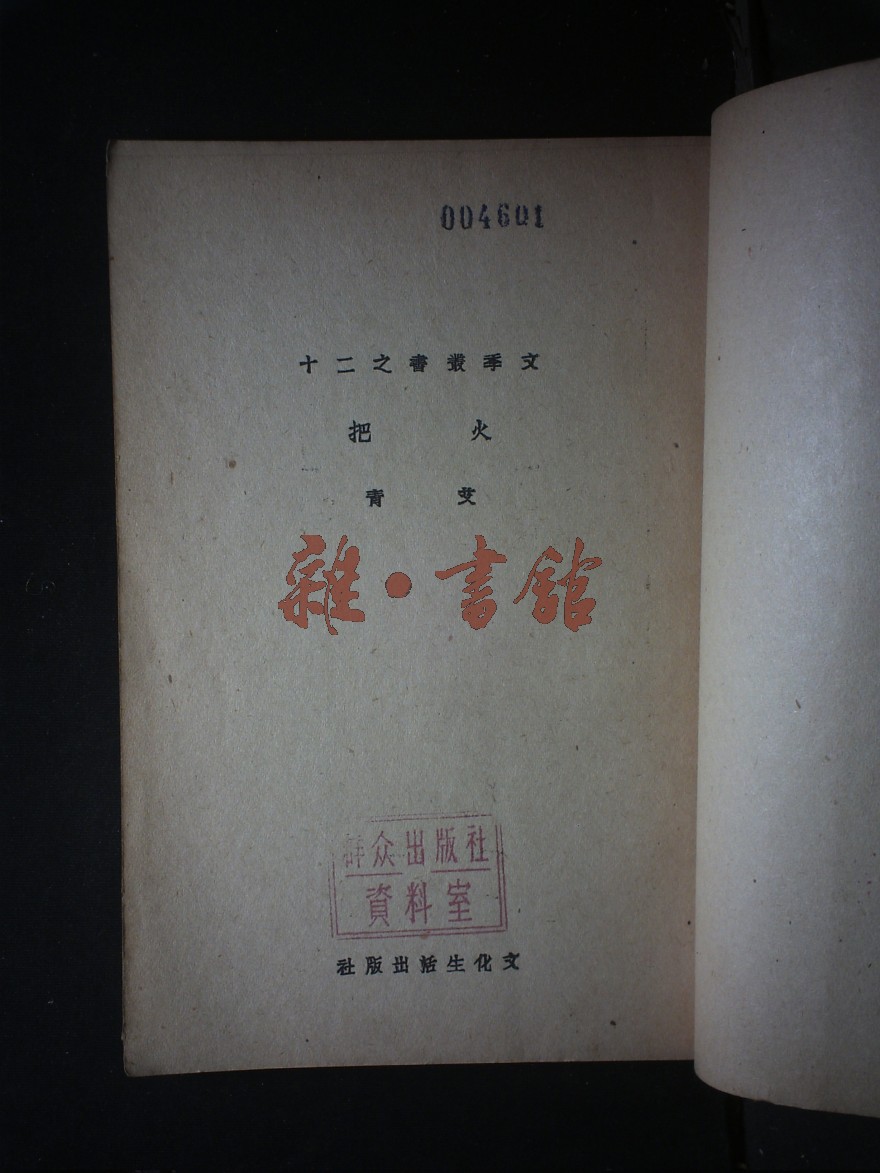 004601
文季叢書之二十
火把
艾青
雜·書館
群众出版社
資料室
文化生活出版社